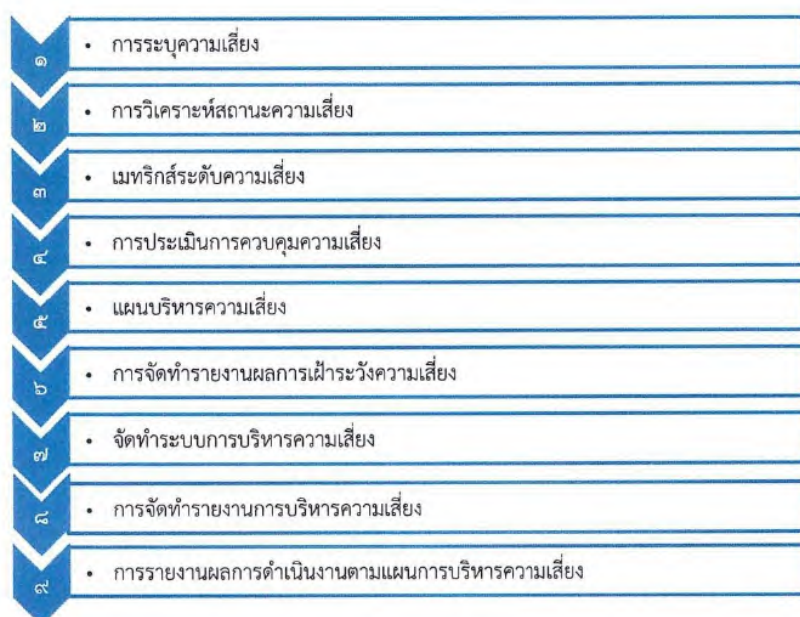 ๑ • การระบุความเสี่ยง
๒ • การวิเคราะห์สถานะความเสี่ยง
๓ • เมทริกส์ระดับความเสี่ยง
๔ • การประเมินการควบคุมความเสี่ยง
๕ • แผนบริหารความเสี่ยง
๖ • การจัดทำรายงานผลการเฝ้าระวังความเสี่ยง
๗ • จัดทำระบบการบริหารความเสี่ยง
๘ • การจัดทำรายงานการบริหารความเสี่ยง
๙ • การรายงานผลการดำเนินงานตามแผนการบริหารความเสี่ยง